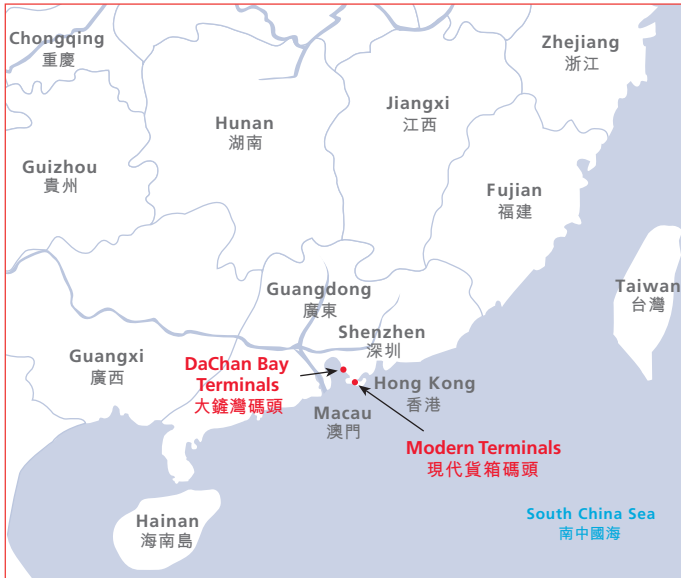 Chongqing
重慶
Zhejiang
浙江
Jiangxi
江西
Hunan
湖南
Guizhou
貴州
Fujian
福建
Taiwan
台灣
Guangdong
廣東
Shenzhen
深圳
Guangxi
廣西
DaChan Bay
Terminals
大鏟灣碼頭
Hong Kong
香港
Macau
澳門
Modern Terminals
現代貨箱碼頭
Hainan
海南島
South China Sea
南中國海